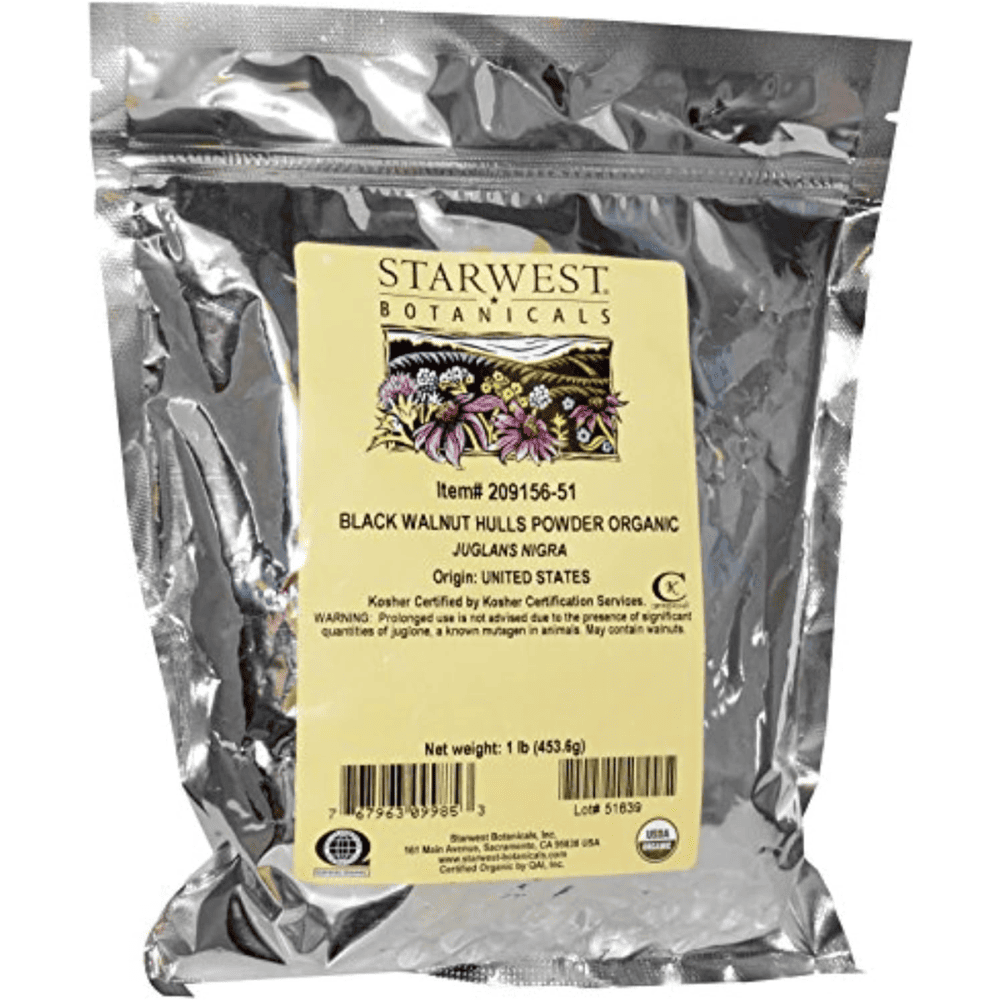 STARWEST®
BOTANICALS
Item# 209156-51
BLACK WALNUT HULLS POWDER ORGANIC
JUGLANS NIGRA
Origin: UNITED STATES
Kosher Certified by Kosher Certification Services.
K
WARNING: Prolonged use is not advised due to the presence of significant
quantities of juglone, a known mutagen in animals. May contain walnuts.
Net weight: 1 lb (453.6g)
7 67963 09985 3
Lot# 51639
Starwest Botanicals, Inc.
161 Main Avenue, Sacramento, CA 95838 USA
www.starwest-botanicals.com
Certified Organic by QAI, Inc.
USDA
ORGANIC